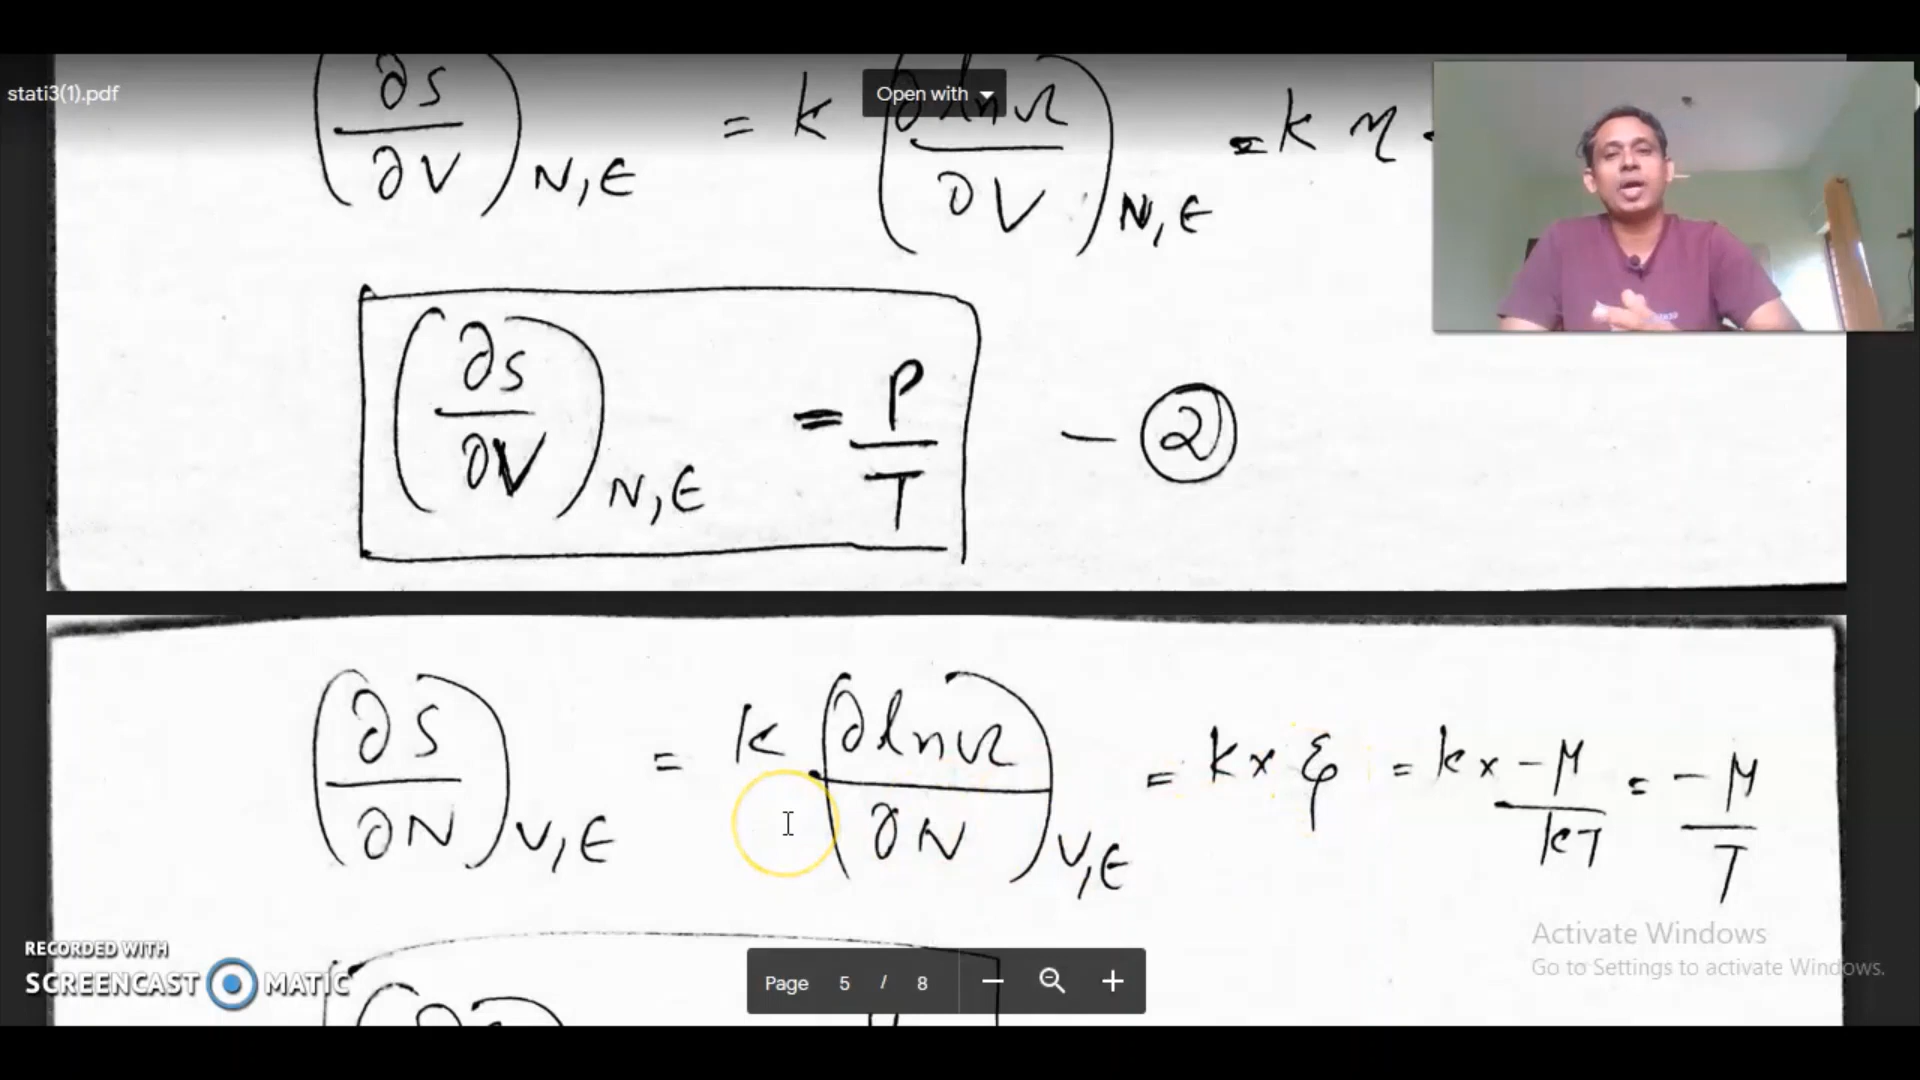 stati3(1).pdf
Open with
(∂S/∂V)N,E = k (∂lnΩ/∂V)N,E = k η
(∂S/∂V)N,E = P/T — ②
(∂S/∂N)V,E = k (∂lnΩ/∂N)V,E = k x ξ = k x -μ/kT = -μ/T
Activate Windows
Go to Settings to activate Windows.
RECORDED WITH
SCREENCAST MATIC
Page 5 / 8